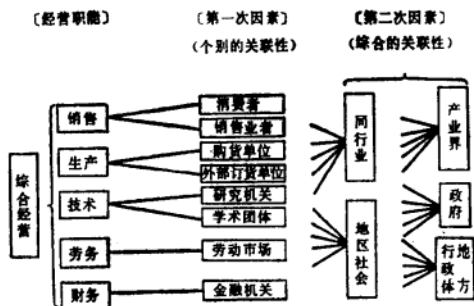 〔经营职能〕 〔第一次因素〕 〔第二次因素〕
(个别的关联性) (综合的关联性)
综合经营
销售
生产
技术
劳务
财务
消费者
销售业者
购货单位
外部订货单位
研究机关
学术团体
劳动市场
金融机关
同行业
地区社会
产业界
政府
地方行政体